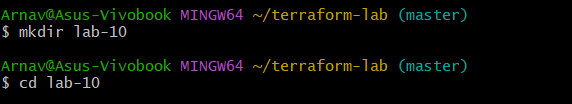 Arnav@Asus-Vivobook MINGW64 ~/terraform-lab (master)
$ mkdir lab-10
Arnav@Asus-Vivobook MINGW64 ~/terraform-lab (master)
$ cd lab-10